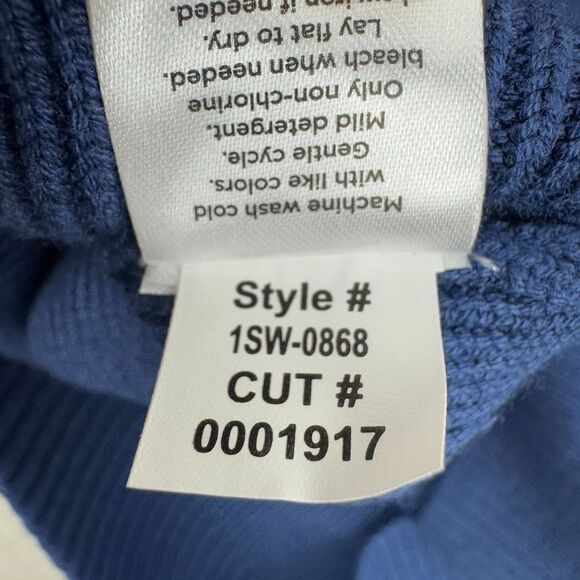 Machine wash cold
with like colors.
Gentle cycle.
Mild detergent.
Only non-chlorine
bleach when needed.
Lay flat to dry.
iron if needed.
Style #
1SW-0868
CUT #
0001917